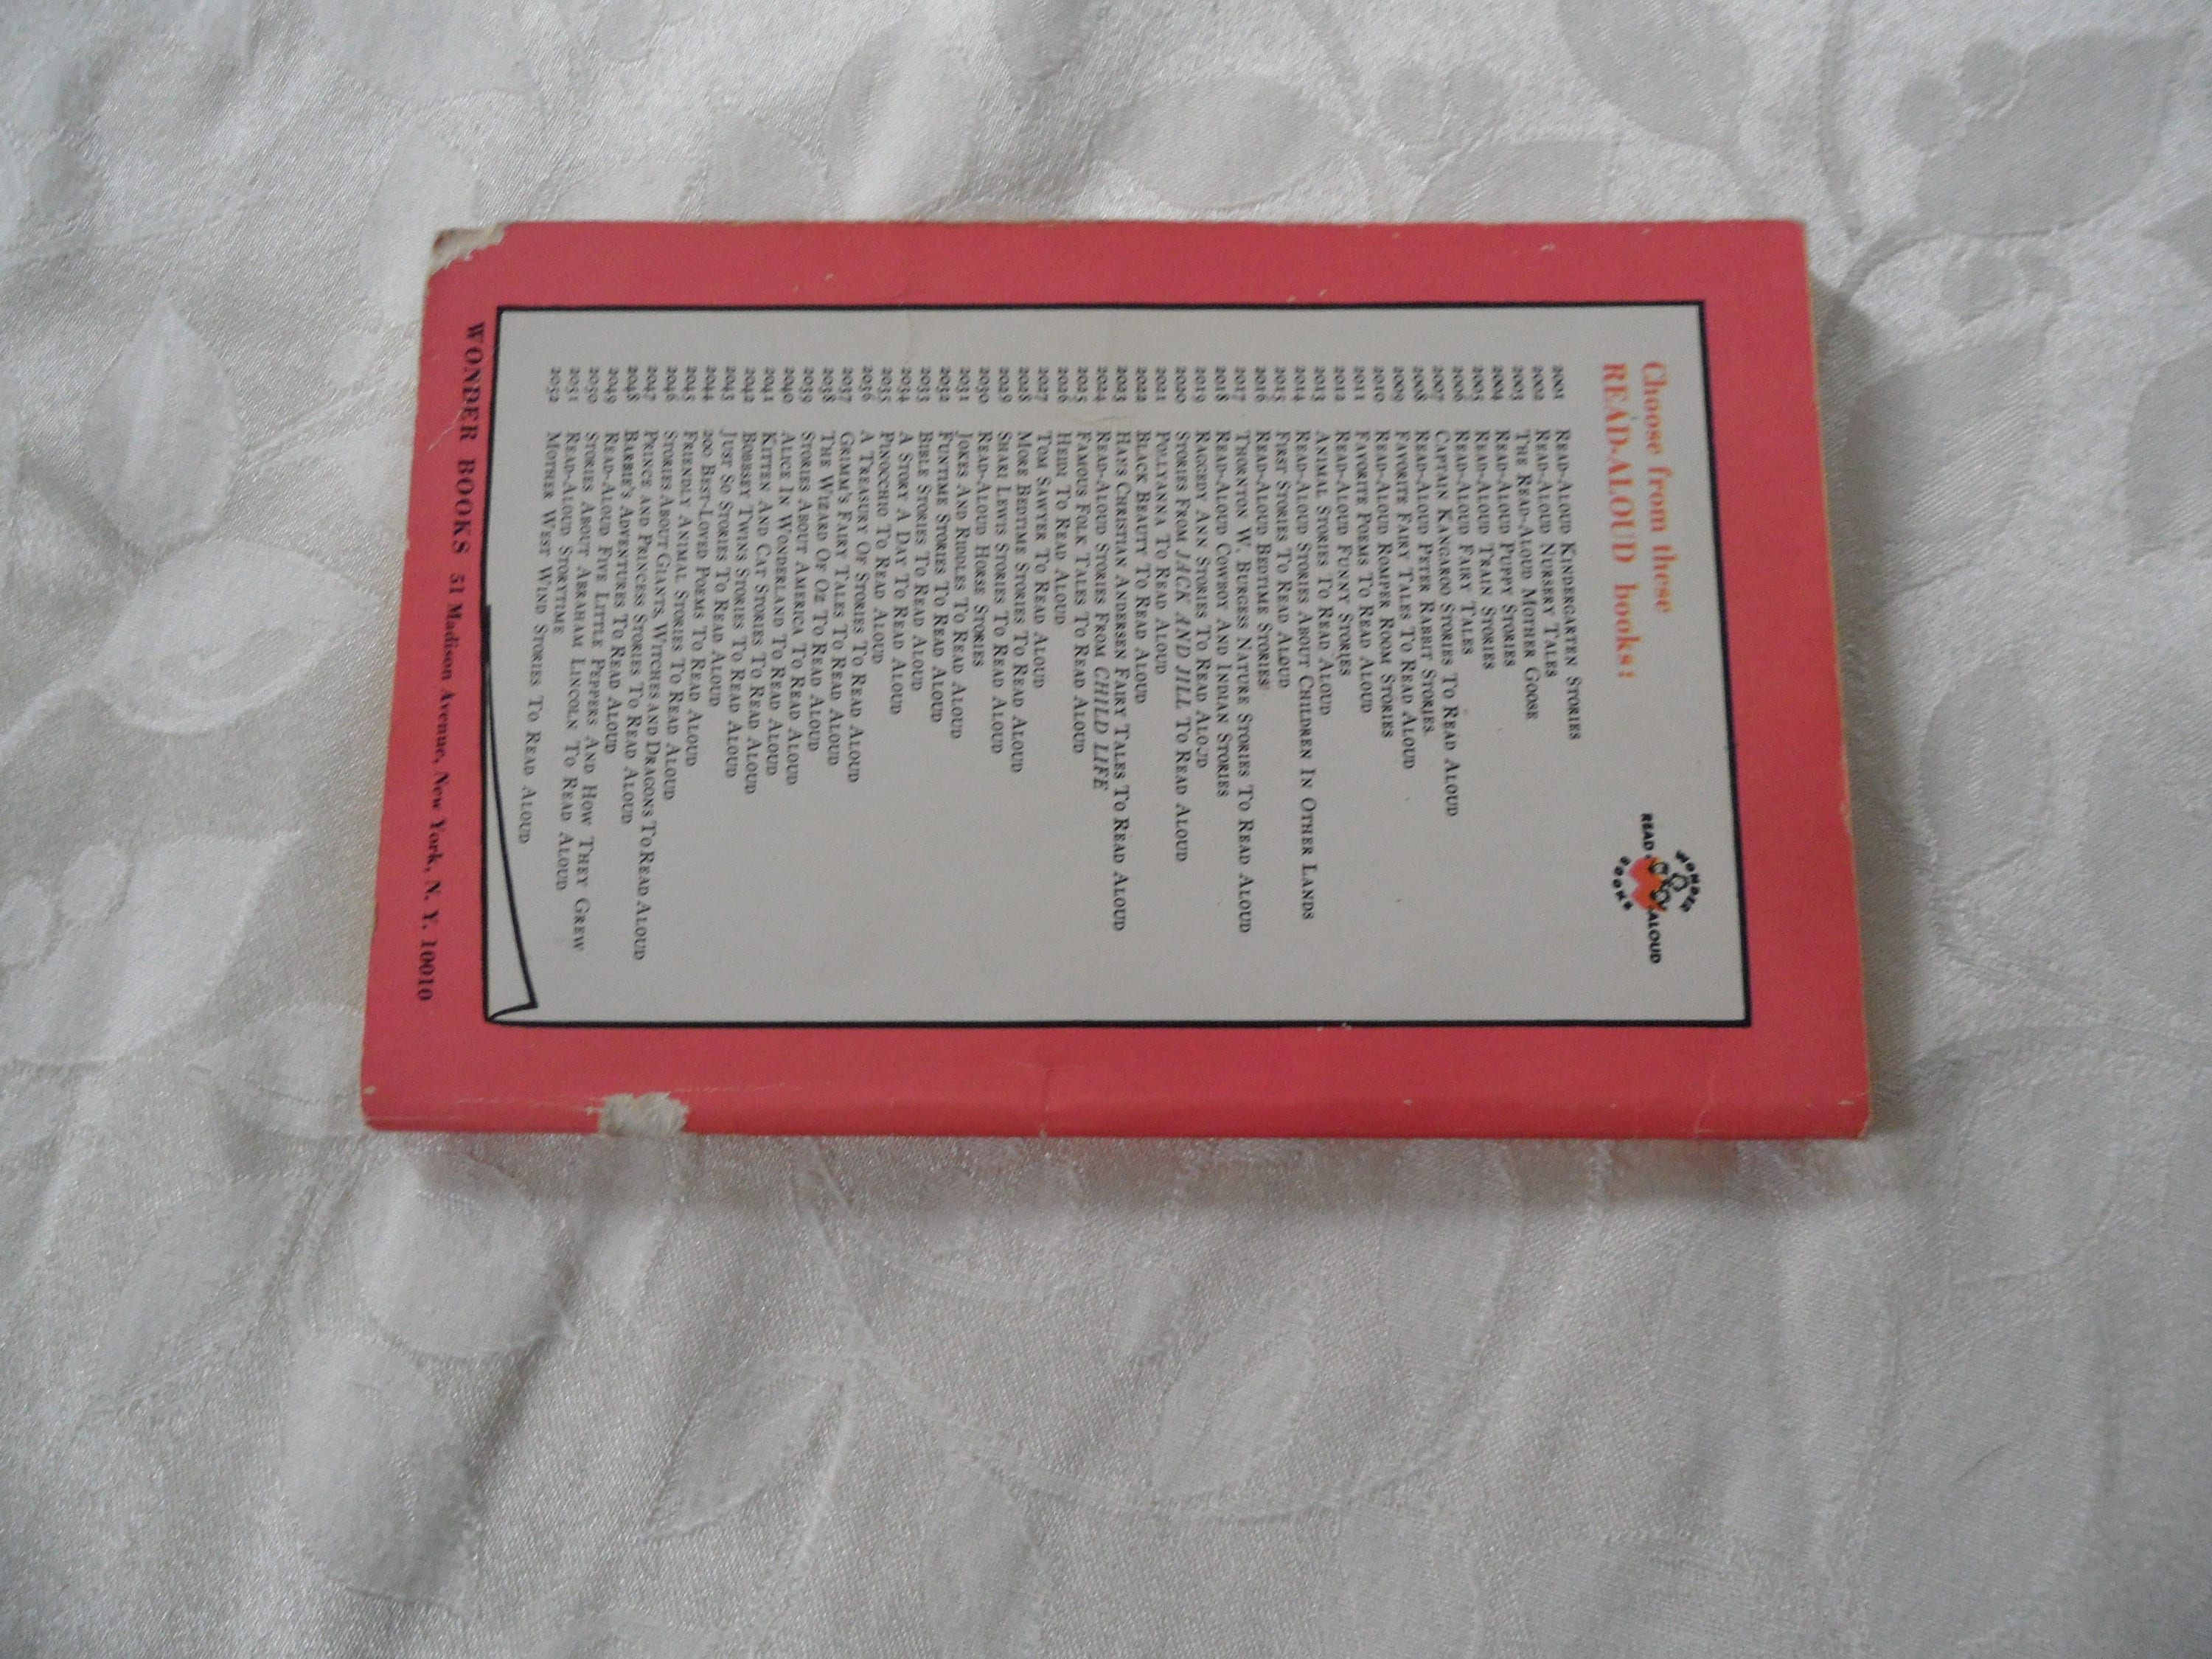 Choose from these
READ-ALOUD books:
WONDER BOOKS
READ ALOUD
2001 READ-ALOUD KINDERGARTEN STORIES
2002 READ-ALOUD NURSERY TALES
2003 THE READ-ALOUD MOTHER GOOSE
2004 READ-ALOUD PUPPY STORIES
2005 READ-ALOUD TRAIN STORIES
2006 READ-ALOUD FAIRY TALES
2007 CAPTAIN KANGAROO STORIES TO READ ALOUD
2008 READ-ALOUD PETER RABBIT STORIES
2009 FAVORITE FAIRY TALES TO READ ALOUD
2010 READ-ALOUD ROMPER ROOM STORIES
2011 FAVORITE POEMS TO READ ALOUD
2012 READ-ALOUD FUNNY STORIES
2013 ANIMAL STORIES TO READ ALOUD
2014 READ-ALOUD STORIES ABOUT CHILDREN IN OTHER LANDS
2015 FIRST STORIES TO READ ALOUD
2016 READ-ALOUD BEDTIME STORIES
2017 THORNTON W. BURGESS NATURE STORIES TO READ ALOUD
2018 READ-ALOUD COWBOY AND INDIAN STORIES
2019 RAGGEDY ANN STORIES TO READ ALOUD
2020 STORIES FROM JACK AND JILL TO READ ALOUD
2021 POLLYANNA TO READ ALOUD
2022 BLACK BEAUTY TO READ ALOUD
2023 HANS CHRISTIAN ANDERSEN FAIRY TALES TO READ ALOUD
2024 READ-ALOUD STORIES FROM CHILD LIFE
2025 FAMOUS FOLK TALES TO READ ALOUD
2026 HEIDI TO READ ALOUD
2027 TOM SAWYER TO READ ALOUD
2028 MORE BEDTIME STORIES TO READ ALOUD
2029 SHARI LEWIS STORIES TO READ ALOUD
2030 READ-ALOUD HORSE STORIES
2031 JOKES AND RIDDLES TO READ ALOUD
2032 FUNTIME STORIES TO READ ALOUD
2033 BIBLE STORIES TO READ ALOUD
2034 A STORY A DAY TO READ ALOUD
2035 PINOCCHIO TO READ ALOUD
2036 A TREASURY OF STORIES TO READ ALOUD
2037 GRIMM'S FAIRY TALES TO READ ALOUD
2038 THE WIZARD OF OZ TO READ ALOUD
2039 STORIES ABOUT AMERICA TO READ ALOUD
2040 ALICE IN WONDERLAND TO READ ALOUD
2041 KITTEN AND CAT STORIES TO READ ALOUD
2042 BOBBSEY TWINS STORIES TO READ ALOUD
2043 JUST SO STORIES TO READ ALOUD
2044 200 BEST-LOVED POEMS TO READ ALOUD
2045 FRIENDLY ANIMAL STORIES TO READ ALOUD
2046 STORIES ABOUT GIANTS, WITCHES AND DRAGONS TO READ ALOUD
2047 PRINCE AND PRINCESS STORIES TO READ ALOUD
2048 BARBIE'S ADVENTURES TO READ ALOUD
2049 READ-ALOUD FIVE LITTLE PEPPERS AND HOW THEY GREW
2050 STORIES ABOUT ABRAHAM LINCOLN TO READ ALOUD
2051 READ-ALOUD STORYTIME
2052 MOTHER WEST WIND STORIES TO READ ALOUD
WONDER BOOKS 51 Madison Avenue, New York, N. Y. 10010